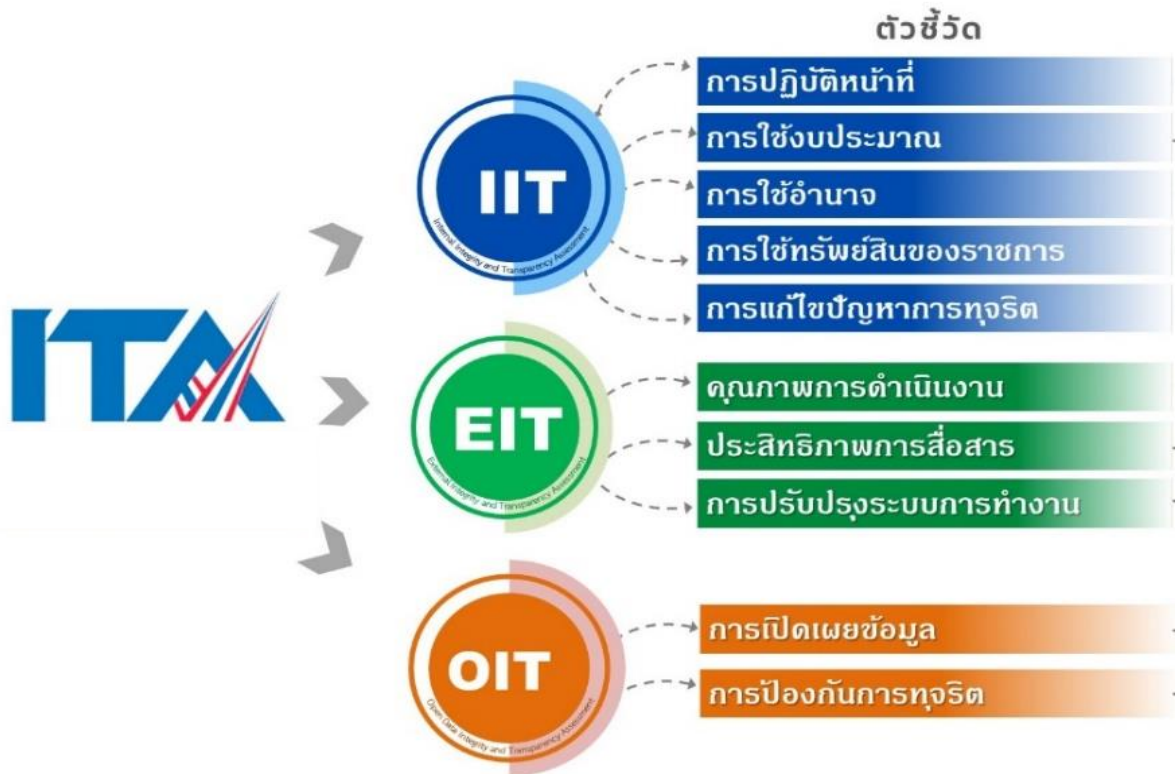 ตัวชี้วัด
ITA
IIT
Internal Integrity and Transparency Assessment
การปฏิบัติหน้าที่
การใช้งบประมาณ
การใช้อำนาจ
การใช้ทรัพย์สินของราชการ
การแก้ไขปัญหาการทุจริต
EIT
External Integrity and Transparency Assessment
คุณภาพการดำเนินงาน
ประสิทธิภาพการสื่อสาร
การปรับปรุงระบบการทำงาน
OIT
Open Data Integrity and Transparency Assessment
การเปิดเผยข้อมูล
การป้องกันการทุจริต